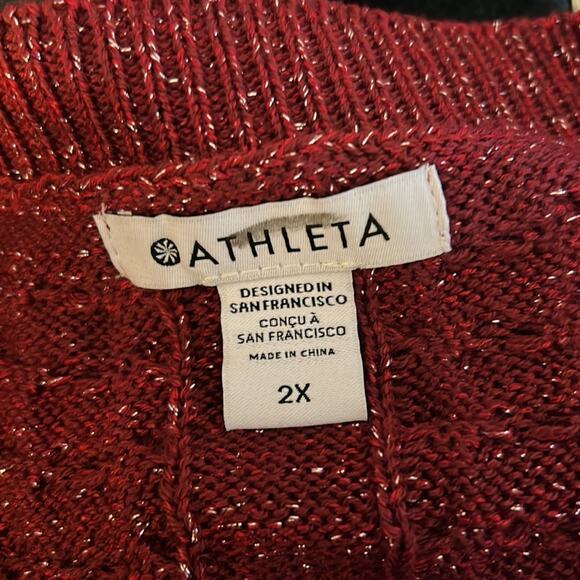 ATHLETA
DESIGNED IN
SAN FRANCISCO
CONÇU À
SAN FRANCISCO
MADE IN CHINA
2X